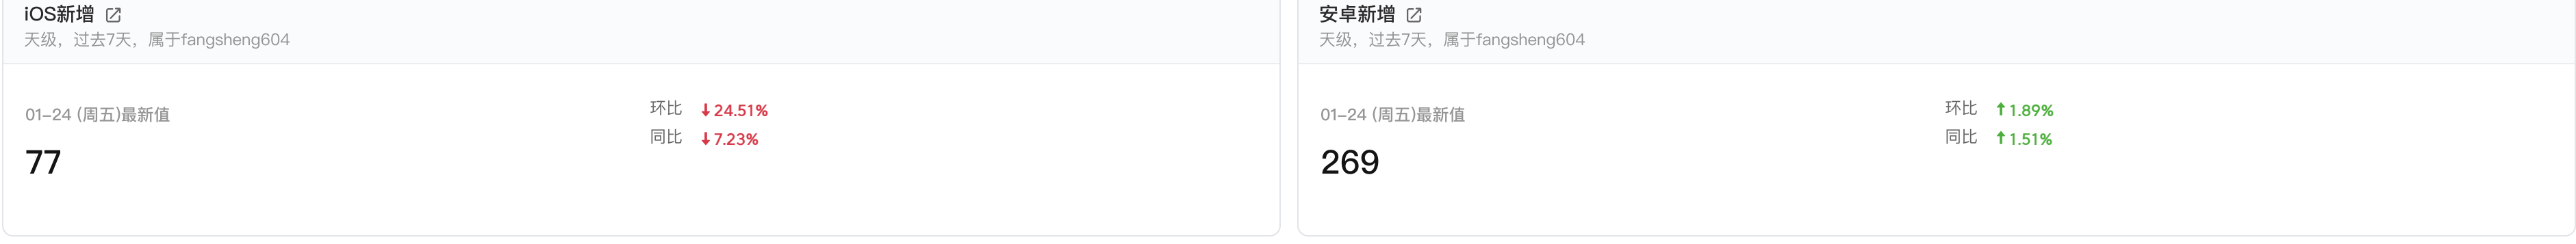 iOS新增
天级，过去7天，属于fangsheng604
01-24 (周五)最新值
77
环比 ↓24.51%
同比 ↓7.23%
安卓新增
天级，过去7天，属于fangsheng604
01-24 (周五)最新值
269
环比 ↑1.89%
同比 ↑1.51%